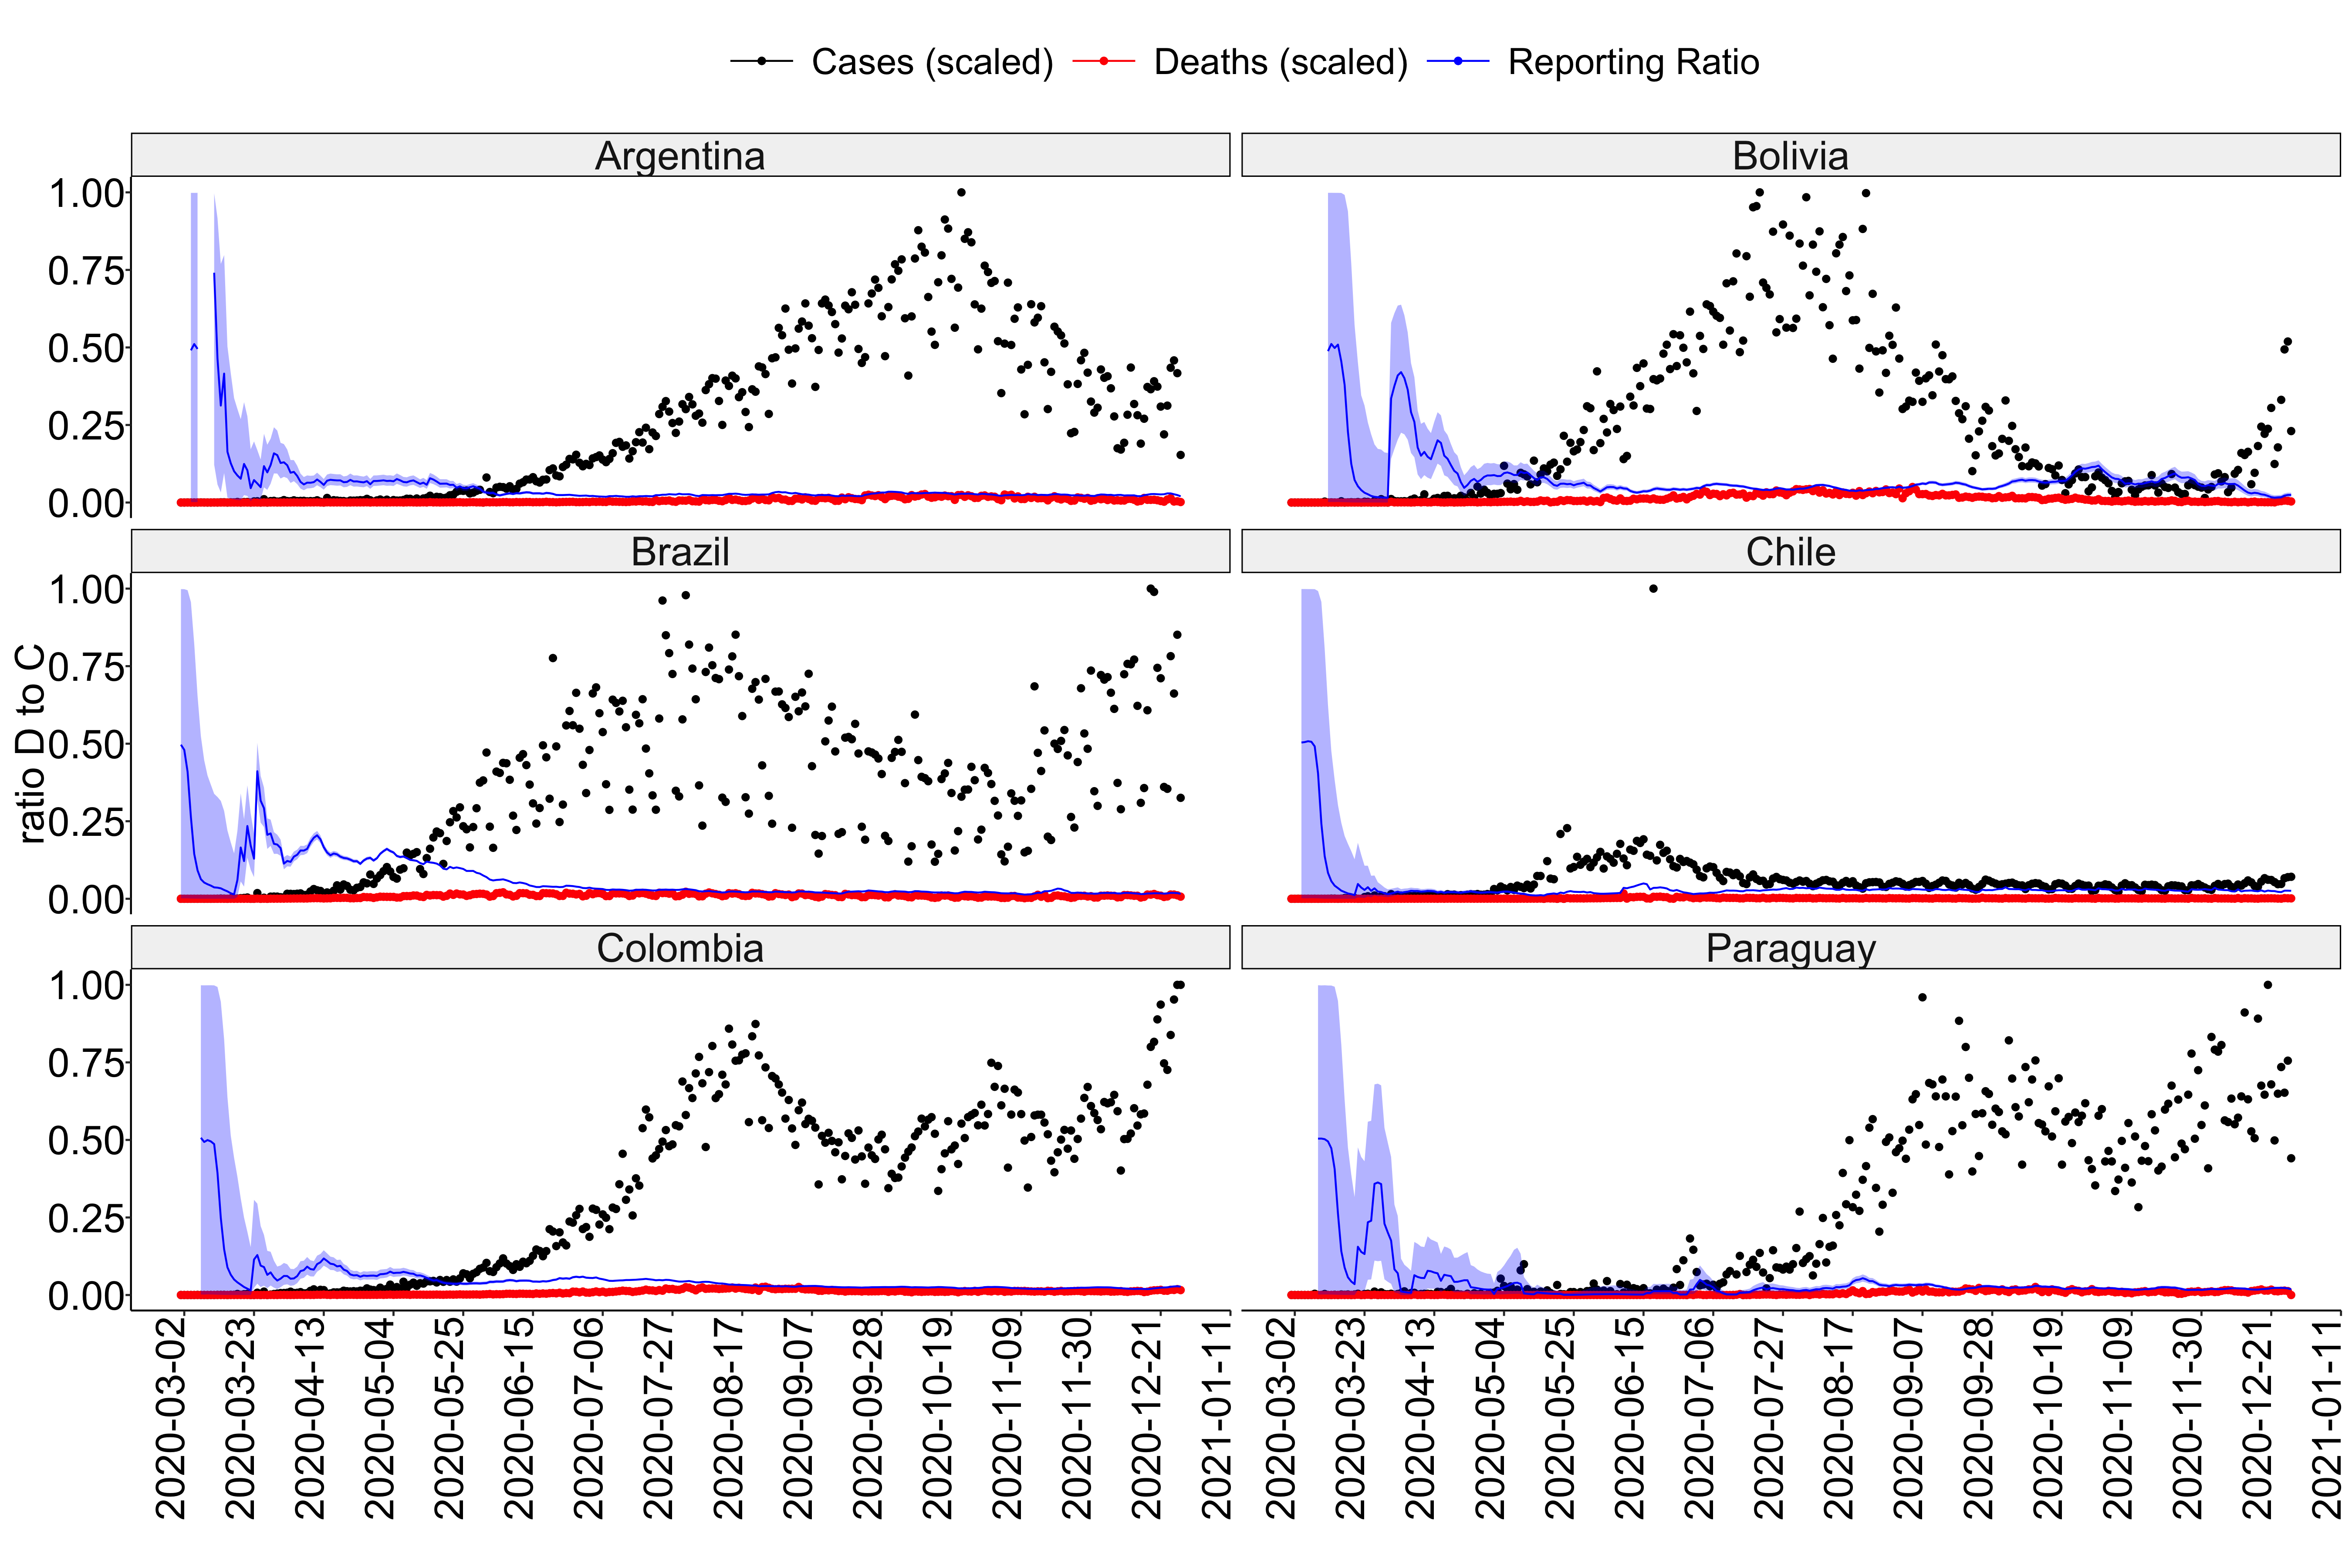 Cases (scaled) Deaths (scaled) Reporting Ratio
Argentina Bolivia
1.00
0.75
0.50
0.25
0.00
Brazil Chile
1.00
0.75
0.50
0.25
0.00
ratio D to C
Colombia Paraguay
1.00
0.75
0.50
0.25
0.00
2020-03-02 2020-03-23 2020-04-13 2020-05-04 2020-05-25 2020-06-15 2020-07-06 2020-07-27 2020-08-17 2020-09-07 2020-09-28 2020-10-19 2020-11-09 2020-11-30 2020-12-21 2021-01-11
2020-03-02 2020-03-23 2020-04-13 2020-05-04 2020-05-25 2020-06-15 2020-07-06 2020-07-27 2020-08-17 2020-09-07 2020-09-28 2020-10-19 2020-11-09 2020-11-30 2020-12-21 2021-01-11